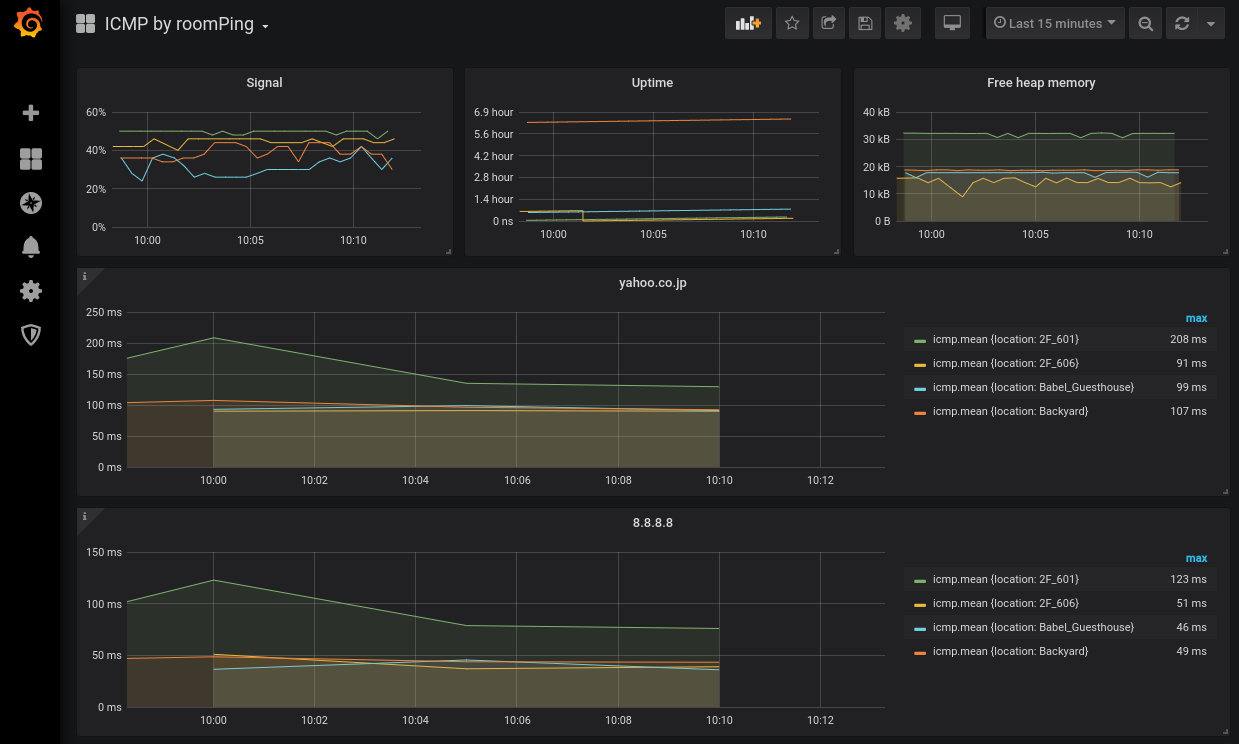 ICMP by roomPing
Last 15 minutes
Signal
60%
40%
20%
0%
10:00 10:05 10:10
Uptime
6.9 hour
5.6 hour
4.2 hour
2.8 hour
1.4 hour
0 ns
10:00 10:05 10:10
Free heap memory
40 kB
30 kB
20 kB
10 kB
0 B
10:00 10:05 10:10
i
yahoo.co.jp
250 ms
200 ms
150 ms
100 ms
50 ms
0 ms
10:00 10:02 10:04 10:06 10:08 10:10 10:12
max
icmp.mean {location: 2F_601} 208 ms
icmp.mean {location: 2F_606} 91 ms
icmp.mean {location: Babel_Guesthouse} 99 ms
icmp.mean {location: Backyard} 107 ms
i
8.8.8.8
150 ms
100 ms
50 ms
0 ms
10:00 10:02 10:04 10:06 10:08 10:10 10:12
max
icmp.mean {location: 2F_601} 123 ms
icmp.mean {location: 2F_606} 51 ms
icmp.mean {location: Babel_Guesthouse} 46 ms
icmp.mean {location: Backyard} 49 ms